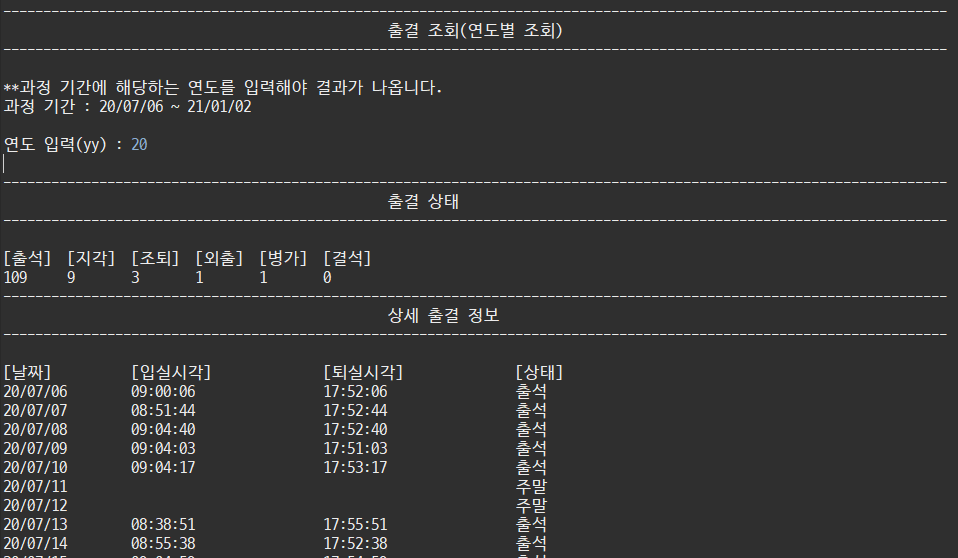 출결 조회(연도별 조회)
**과정 기간에 해당하는 연도를 입력해야 결과가 나옵니다.
과정 기간 : 20/07/06 ~ 21/01/02
연도 입력(yy) : 20
출결 상태
[출석] [지각] [조퇴] [외출] [병가] [결석]
109 9 3 1 1 0
상세 출결 정보
[날짜] [입실시각] [퇴실시각] [상태]
20/07/06 09:00:06 17:52:06 출석
20/07/07 08:51:44 17:52:44 출석
20/07/08 09:04:40 17:52:40 출석
20/07/09 09:04:03 17:51:03 출석
20/07/10 09:04:17 17:53:17 출석
20/07/11 주말
20/07/12 주말
20/07/13 08:38:51 17:55:51 출석
20/07/14 08:55:38 17:52:38 출석